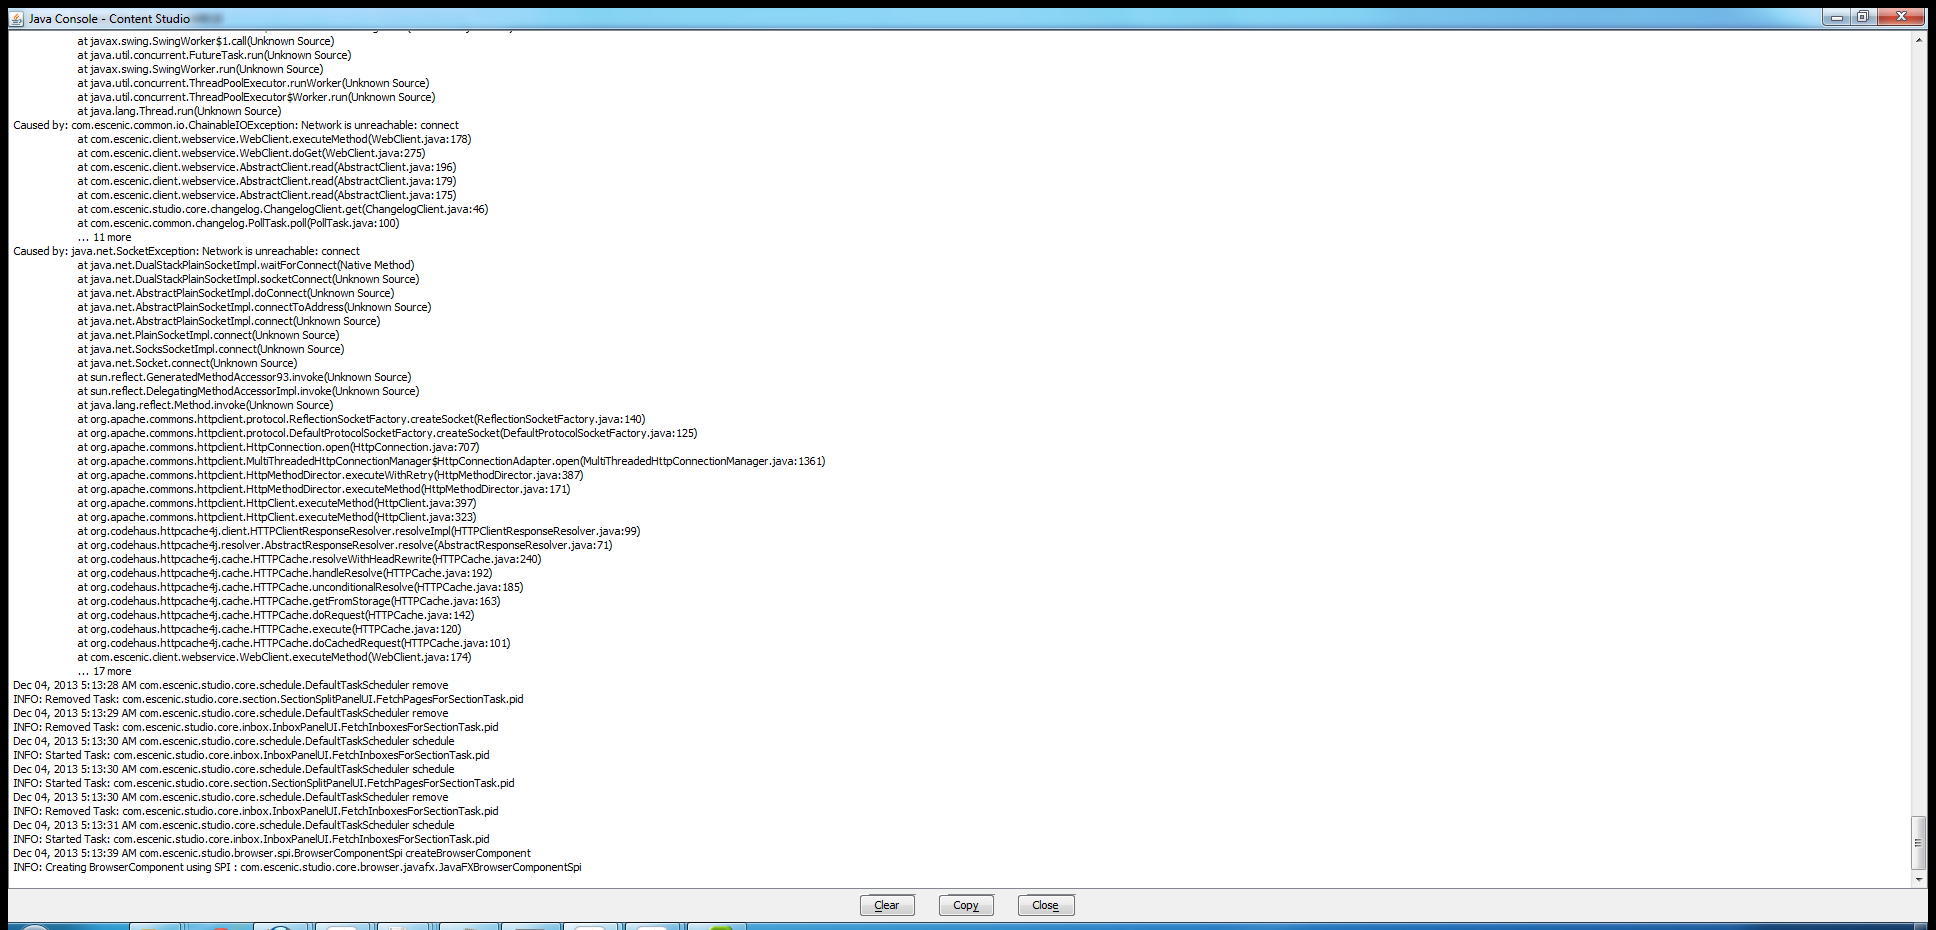 Java Console - Content Studio
at javax.swing.SwingWorker$1.call(Unknown Source)
at java.util.concurrent.FutureTask.run(Unknown Source)
at javax.swing.SwingWorker.run(Unknown Source)
at java.util.concurrent.ThreadPoolExecutor.runWorker(Unknown Source)
at java.util.concurrent.ThreadPoolExecutor$Worker.run(Unknown Source)
at java.lang.Thread.run(Unknown Source)
Caused by: com.escenic.common.io.ChainableIOException: Network is unreachable: connect
at com.escenic.client.webservice.WebClient.executeMethod(WebClient.java:178)
at com.escenic.client.webservice.WebClient.doGet(WebClient.java:275)
at com.escenic.client.webservice.AbstractClient.read(AbstractClient.java:196)
at com.escenic.client.webservice.AbstractClient.read(AbstractClient.java:179)
at com.escenic.client.webservice.AbstractClient.read(AbstractClient.java:175)
at com.escenic.studio.core.changelog.ChangelogClient.get(ChangelogClient.java:46)
at com.escenic.common.changelog.PollTask.poll(PollTask.java:100)
... 11 more
Caused by: java.net.SocketException: Network is unreachable: connect
at java.net.DualStackPlainSocketImpl.waitForConnect(Native Method)
at java.net.DualStackPlainSocketImpl.socketConnect(Unknown Source)
at java.net.AbstractPlainSocketImpl.doConnect(Unknown Source)
at java.net.AbstractPlainSocketImpl.connectToAddress(Unknown Source)
at java.net.AbstractPlainSocketImpl.connect(Unknown Source)
at java.net.PlainSocketImpl.connect(Unknown Source)
at java.net.SocksSocketImpl.connect(Unknown Source)
at java.net.Socket.connect(Unknown Source)
at sun.reflect.GeneratedMethodAccessor93.invoke(Unknown Source)
at sun.reflect.DelegatingMethodAccessorImpl.invoke(Unknown Source)
at java.lang.reflect.Method.invoke(Unknown Source)
at org.apache.commons.httpclient.protocol.ReflectionSocketFactory.createSocket(ReflectionSocketFactory.java:140)
at org.apache.commons.httpclient.protocol.DefaultProtocolSocketFactory.createSocket(DefaultProtocolSocketFactory.java:125)
at org.apache.commons.httpclient.HttpConnection.open(HttpConnection.java:707)
at org.apache.commons.httpclient.MultiThreadedHttpConnectionManager$HttpConnectionAdapter.open(MultiThreadedHttpConnectionManager.java:1361)
at org.apache.commons.httpclient.HttpMethodDirector.executeWithRetry(HttpMethodDirector.java:387)
at org.apache.commons.httpclient.HttpMethodDirector.executeMethod(HttpMethodDirector.java:171)
at org.apache.commons.httpclient.HttpClient.executeMethod(HttpClient.java:397)
at org.apache.commons.httpclient.HttpClient.executeMethod(HttpClient.java:323)
at org.codehaus.httpcache4j.client.HTTPClientResponseResolver.resolveImpl(HTTPClientResponseResolver.java:99)
at org.codehaus.httpcache4j.resolver.AbstractResponseResolver.resolve(AbstractResponseResolver.java:71)
at org.codehaus.httpcache4j.cache.HTTPCache.resolveWithHeadRewrite(HTTPCache.java:240)
at org.codehaus.httpcache4j.cache.HTTPCache.handleResolve(HTTPCache.java:192)
at org.codehaus.httpcache4j.cache.HTTPCache.unconditionalResolve(HTTPCache.java:185)
at org.codehaus.httpcache4j.cache.HTTPCache.getFromStorage(HTTPCache.java:163)
at org.codehaus.httpcache4j.cache.HTTPCache.doRequest(HTTPCache.java:142)
at org.codehaus.httpcache4j.cache.HTTPCache.execute(HTTPCache.java:120)
at org.codehaus.httpcache4j.cache.HTTPCache.doCachedRequest(HTTPCache.java:101)
at com.escenic.client.webservice.WebClient.executeMethod(WebClient.java:174)
... 17 more
Dec 04, 2013 5:13:28 AM com.escenic.studio.core.schedule.DefaultTaskScheduler remove
INFO: Removed Task: com.escenic.studio.core.section.SectionSplitPanelUI.FetchPagesForSectionTask.pid
Dec 04, 2013 5:13:29 AM com.escenic.studio.core.schedule.DefaultTaskScheduler remove
INFO: Removed Task: com.escenic.studio.core.inbox.InboxPanelUI.FetchInboxesForSectionTask.pid
Dec 04, 2013 5:13:30 AM com.escenic.studio.core.schedule.DefaultTaskScheduler schedule
INFO: Started Task: com.escenic.studio.core.inbox.InboxPanelUI.FetchInboxesForSectionTask.pid
Dec 04, 2013 5:13:30 AM com.escenic.studio.core.schedule.DefaultTaskScheduler schedule
INFO: Started Task: com.escenic.studio.core.section.SectionSplitPanelUI.FetchPagesForSectionTask.pid
Dec 04, 2013 5:13:30 AM com.escenic.studio.core.schedule.DefaultTaskScheduler remove
INFO: Removed Task: com.escenic.studio.core.inbox.InboxPanelUI.FetchInboxesForSectionTask.pid
Dec 04, 2013 5:13:31 AM com.escenic.studio.core.schedule.DefaultTaskScheduler schedule
INFO: Started Task: com.escenic.studio.core.inbox.InboxPanelUI.FetchInboxesForSectionTask.pid
Dec 04, 2013 5:13:39 AM com.escenic.studio.browser.spi.BrowserComponentSpi createBrowserComponent
INFO: Creating BrowserComponent using SPI : com.escenic.studio.core.browser.javafx.JavaFXBrowserComponentSpi
Clear Copy Close